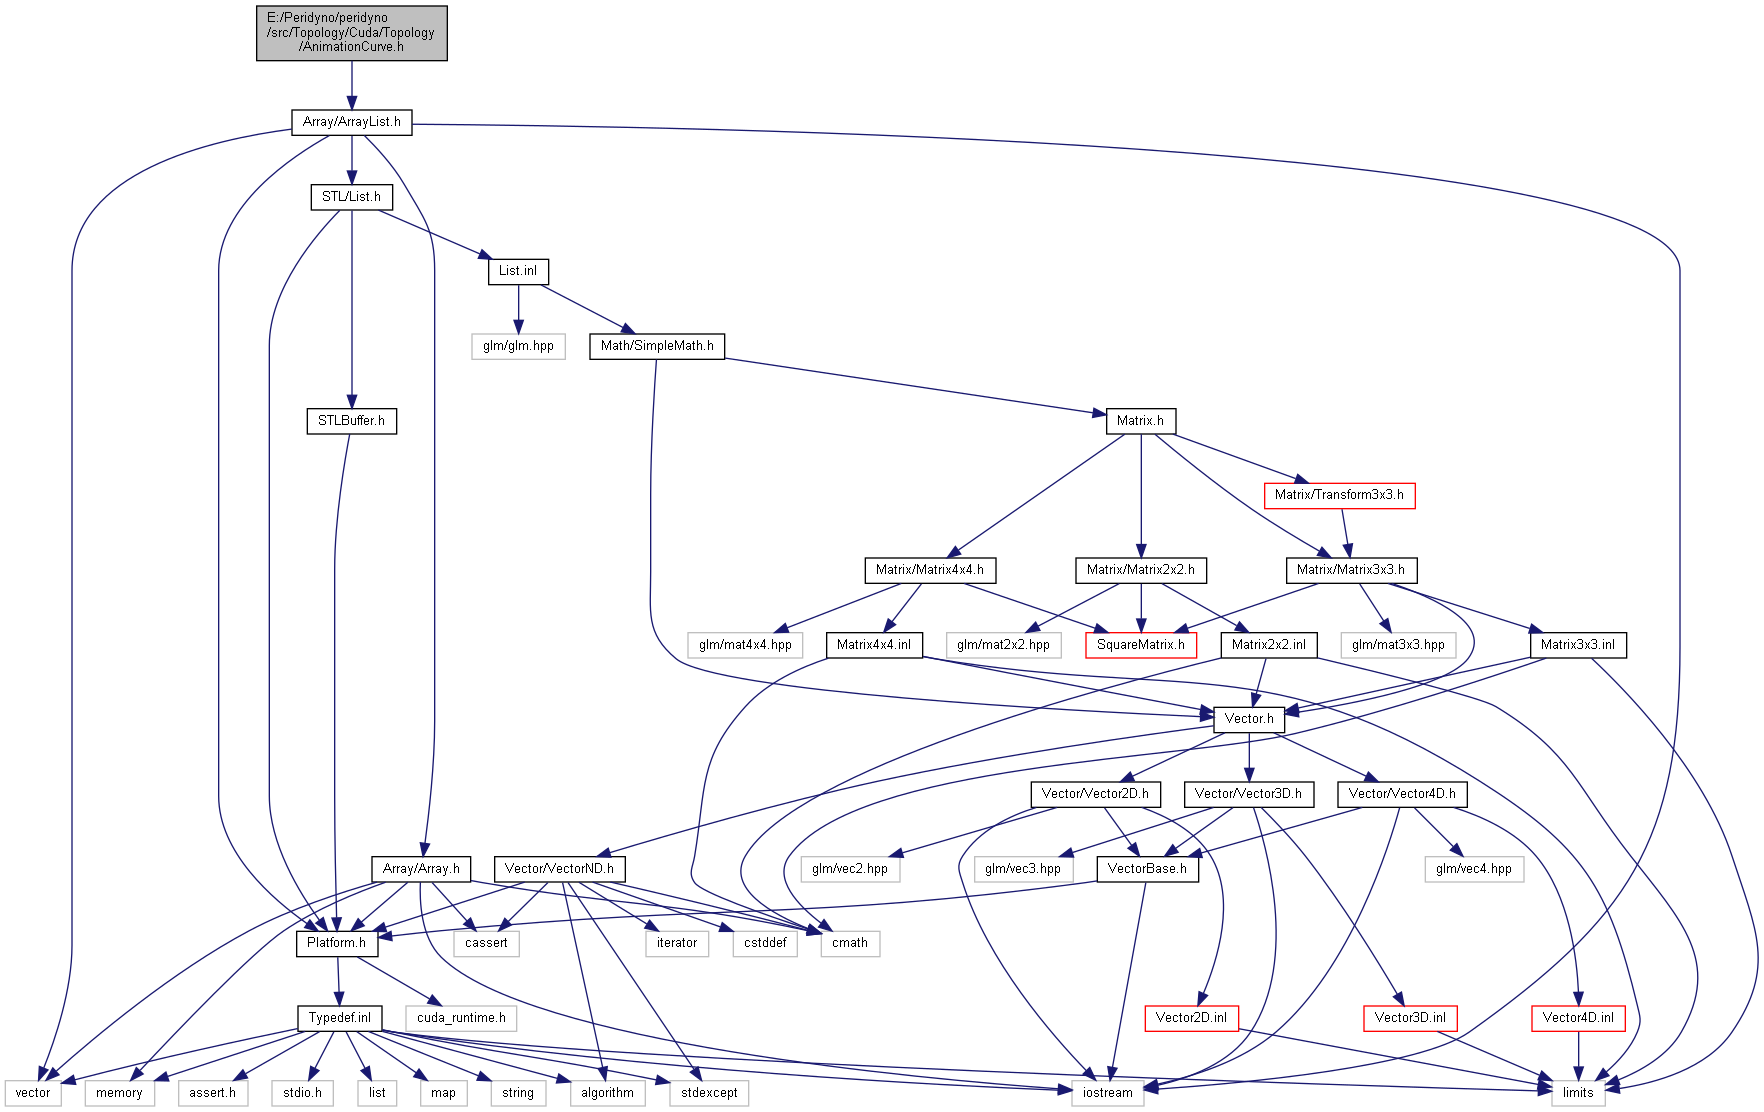 E:/Peridyno/peridyno
/src/Topology/Cuda/Topology
/AnimationCurve.h
Array/ArrayList.h
STL/List.h
List.inl
glm/glm.hpp
Math/SimpleMath.h
STLBuffer.h
Matrix.h
Matrix/Transform3x3.h
Matrix/Matrix4x4.h
Matrix/Matrix2x2.h
Matrix/Matrix3x3.h
glm/mat4x4.hpp
Matrix4x4.inl
glm/mat2x2.hpp
SquareMatrix.h
Matrix2x2.inl
glm/mat3x3.hpp
Matrix3x3.inl
Vector.h
Vector/Vector2D.h
Vector/Vector3D.h
Vector/Vector4D.h
Array/Array.h
Vector/VectorND.h
glm/vec2.hpp
glm/vec3.hpp
VectorBase.h
glm/vec4.hpp
Platform.h
cassert
iterator
cstddef
cmath
Typedef.inl
cuda_runtime.h
Vector2D.inl
Vector3D.inl
Vector4D.inl
vector
memory
assert.h
stdio.h
list
map
string
algorithm
stdexcept
iostream
limits